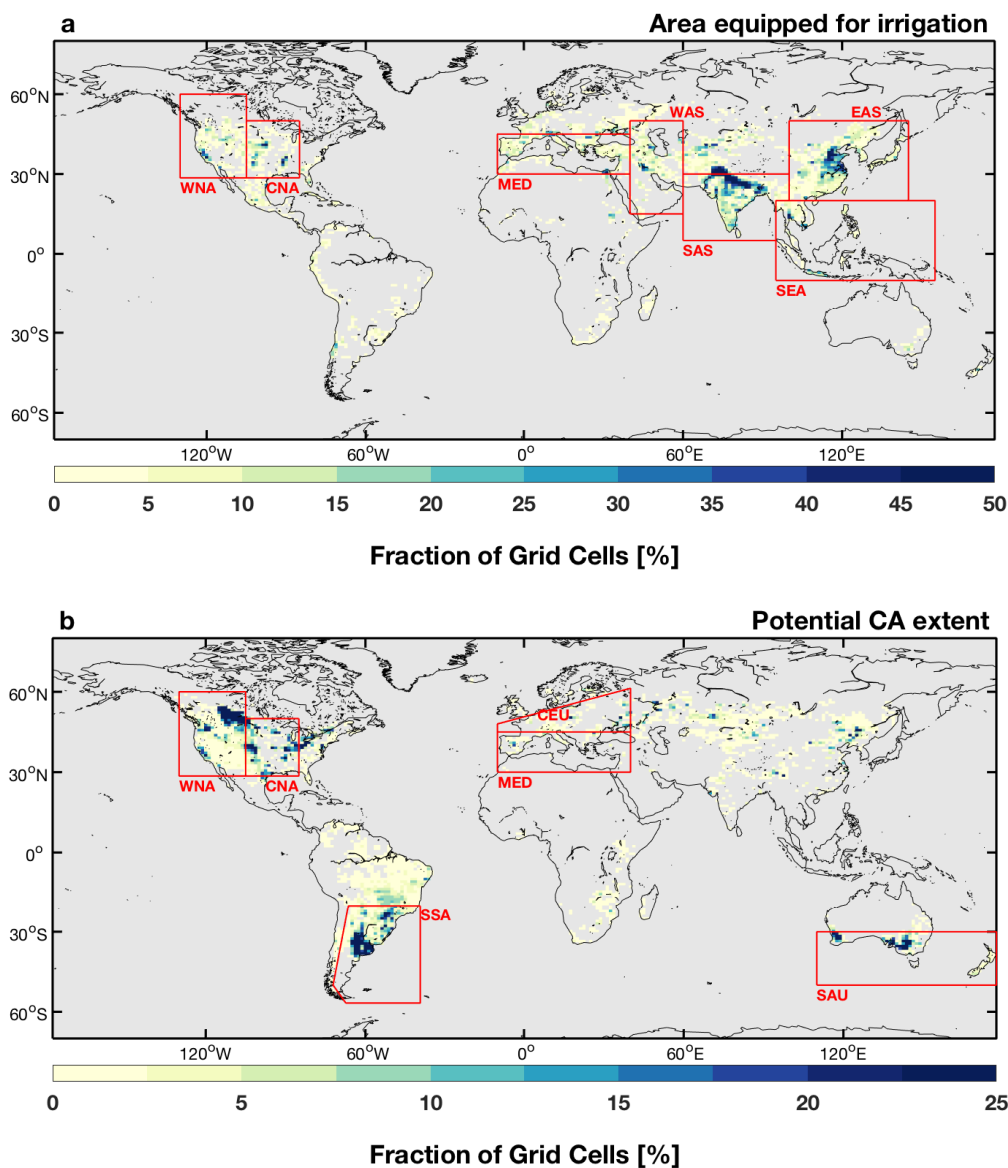 a Area equipped for irrigation
60°N
30°N
0°
30°S
60°S
WNA
CNA
MED
WAS
EAS
SAS
SEA
120°W 60°W 0° 60°E 120°E
0 5 10 15 20 25 30 35 40 45 50
Fraction of Grid Cells [%]
b Potential CA extent
60°N
30°N
0°
30°S
60°S
CEU
WNA
CNA
MED
SSA
SAU
120°W 60°W 0° 60°E 120°E
0 5 10 15 20 25
Fraction of Grid Cells [%]